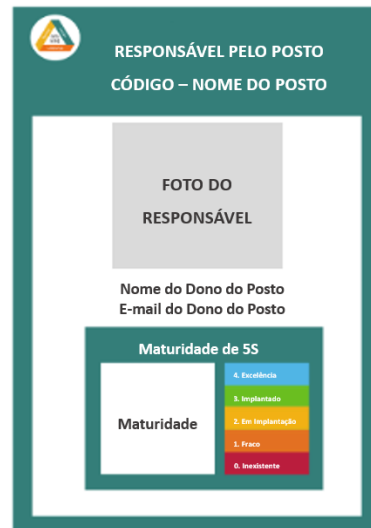 RESPONSÁVEL PELO POSTO
CÓDIGO – NOME DO POSTO
FOTO DO
RESPONSÁVEL
Nome do Dono do Posto
E-mail do Dono do Posto
Maturidade de 5S
Maturidade
4. Excelência
3. Implantado
2. Em Implantação
1. Fraco
0. Inexistente